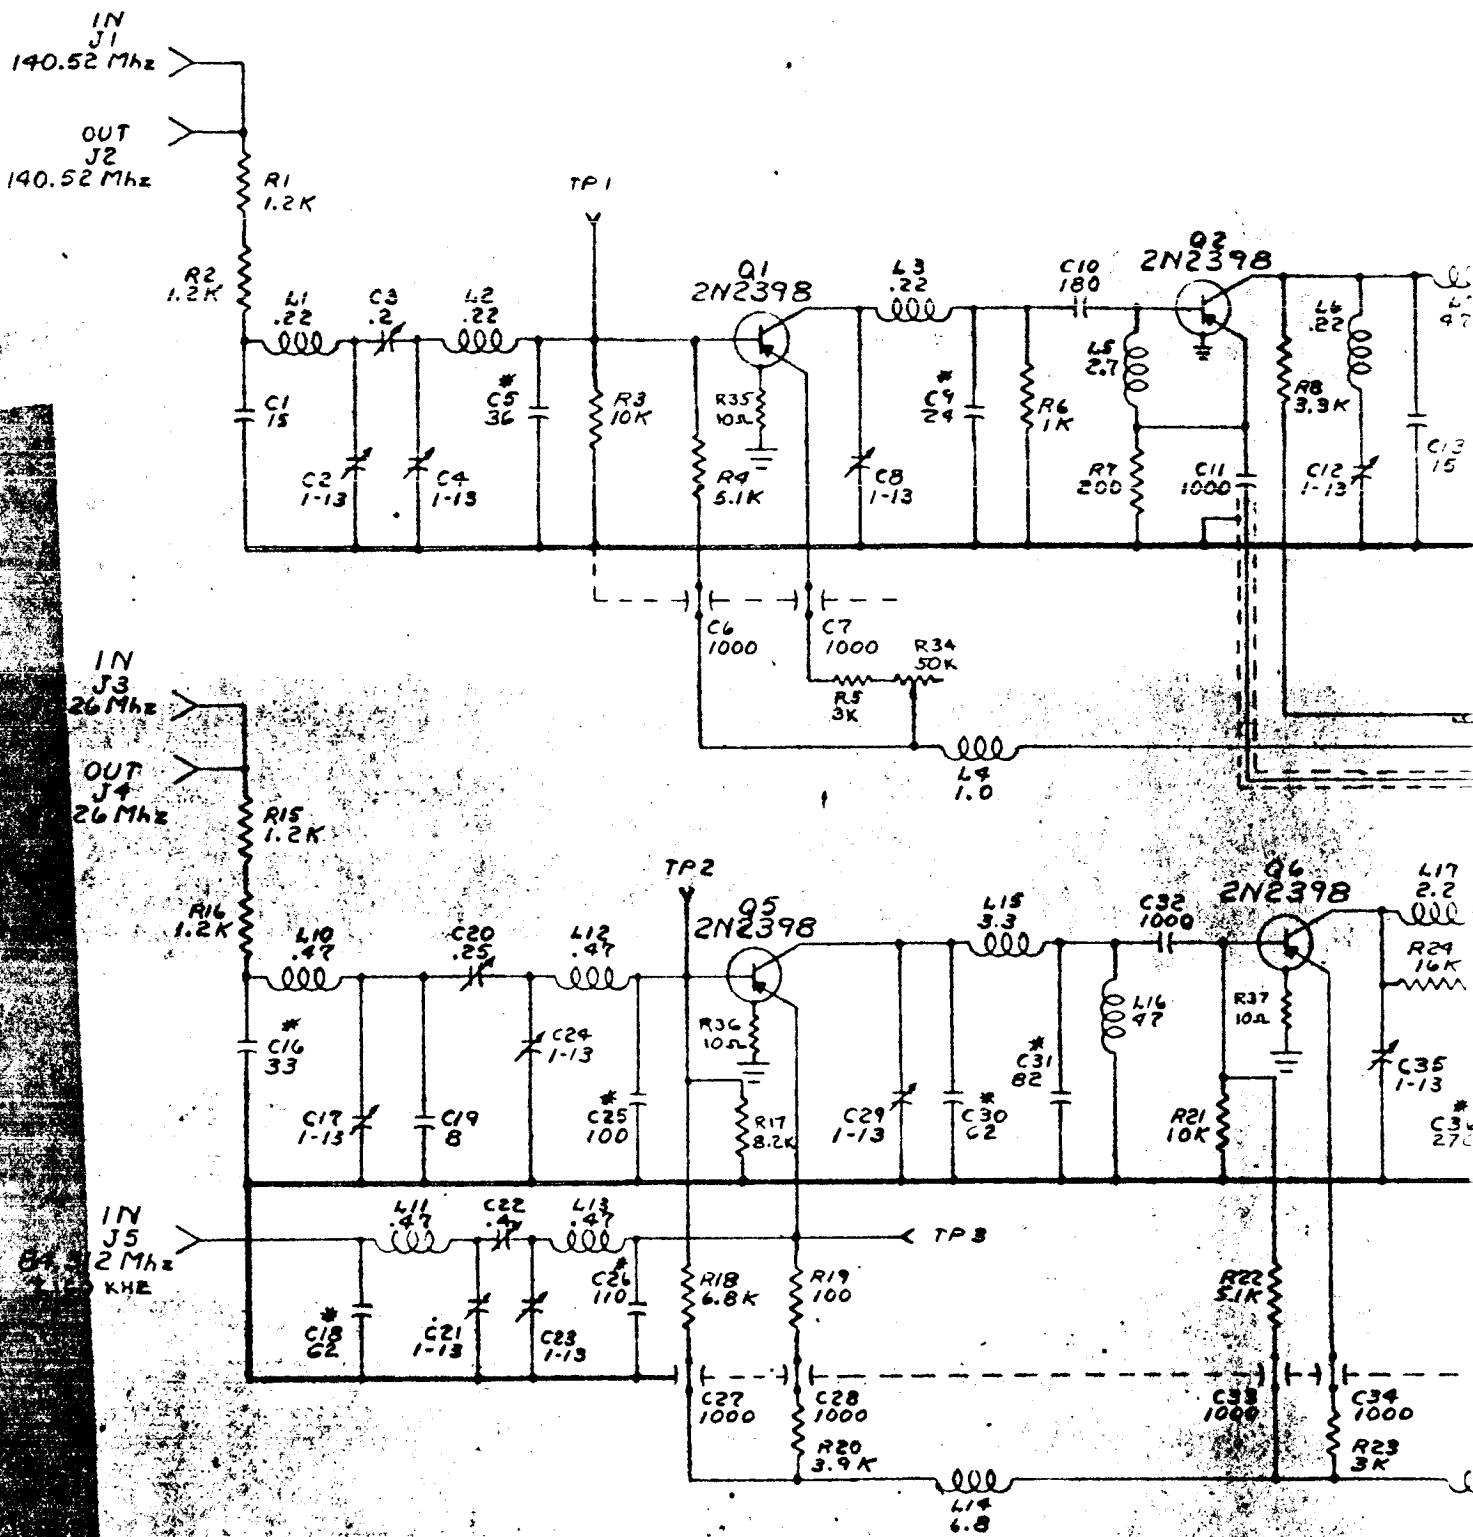 IN
J1
140.52 Mhz
OUT
J2
140.52 Mhz
R1
1.2K
R2
1.2K
L1
.22
C3
.2
L2
.22
C1
15
C2
1-13
C4
1-13
*
C5
36
TP1
R3
10K
Q1
2N2398
R35
10Ω
R4
5.1K
C8
1-13
L3
.22
*
C9
24
R6
1K
C10
180
Q2
2N2398
L5
2.7
R7
200
C11
1000
R8
3.3K
L6
.22
C12
1-13
C13
15
47
C6
1000
C7
1000
R34
50K
R5
3K
L4
1.0
IN
J3
26 Mhz
OUT
J4
26 Mhz
R15
1.2K
R16
1.2K
L10
.47
C20
.25
L12
.47
TP2
Q5
2N2398
*
C16
33
C17
1-13
C19
8
C24
1-13
*
C25
100
R36
10Ω
R17
8.2K
C29
1-13
*
C30
62
L15
3.3
*
C31
82
L16
47
C32
1000
Q6
2N2398
R37
10Ω
R21
10K
L17
2.2
R24
16K
C35
1-13
*
IN
J5
2 Mhz
KHZ
L11
.47
C22
.4
L13
.47
TP3
*
C18
62
C21
1-13
C23
1-13
*
C26
110
R18
6.8K
R19
100
R22
5.1K
C27
1000
C28
1000
C33
1000
C34
1000
R20
3.9K
R23
3K
L14
6.8